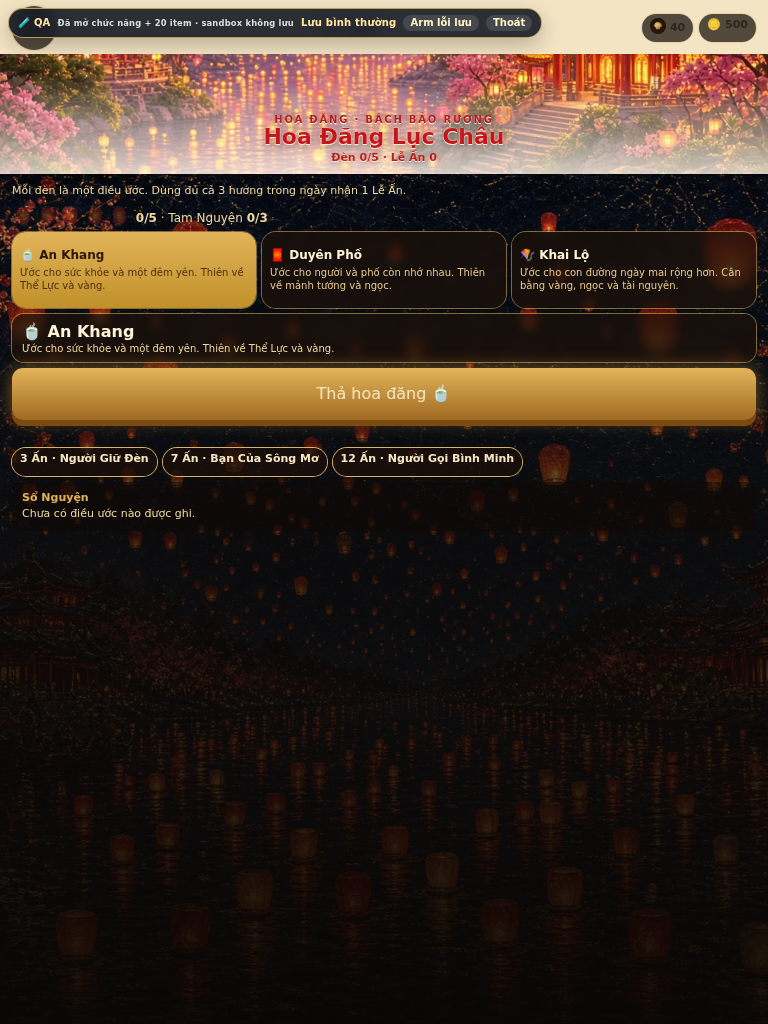 🧪 QA Đã mở chức năng + 20 item · sandbox không lưu Lưu bình thường Arm lỗi lưu Thoát
40
500
HOA ĐĂNG · BÁCH BẢO RƯƠNG
Hoa Đăng Lục Châu
Đèn 0/5 · Lễ Ấn 0
Mỗi đèn là một điều ước. Dùng đủ cả 3 hướng trong ngày nhận 1 Lễ Ấn.
0/5 · Tam Nguyện 0/3
🍵 An Khang
Ước cho sức khỏe và một đêm yên. Thiên về
Thể Lực và vàng.
🧧 Duyên Phố
Ước cho người và phố còn nhớ nhau. Thiên
về mảnh tướng và ngọc.
🪁 Khai Lộ
Ước cho con đường ngày mai rộng hơn. Cân
bằng vàng, ngọc và tài nguyên.
🍵 An Khang
Ước cho sức khỏe và một đêm yên. Thiên về Thể Lực và vàng.
Thả hoa đăng 🍵
3 Ấn · Người Giữ Đèn
7 Ấn · Bạn Của Sông Mơ
12 Ấn · Người Gọi Bình Minh
Sổ Nguyện
Chưa có điều ước nào được ghi.